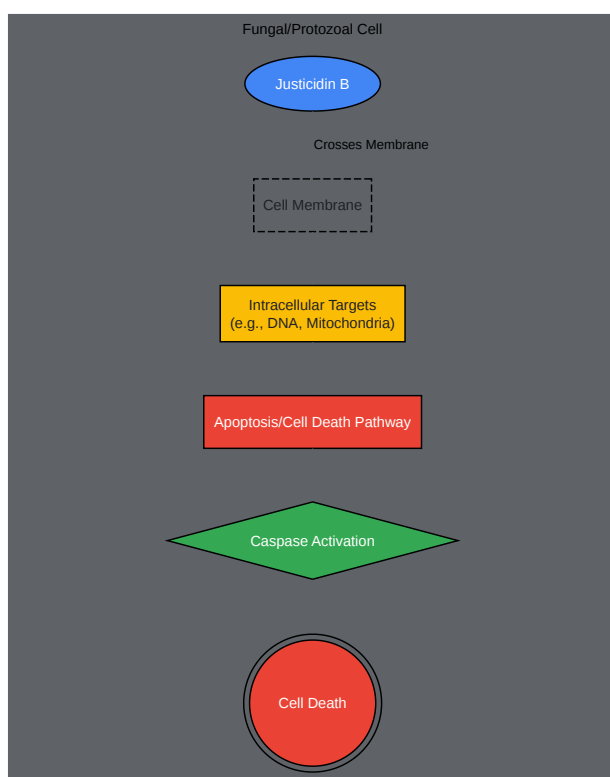 Fungal/Protozoal Cell
Justicidin B
Crosses Membrane
Cell Membrane
Intracellular Targets
(e.g., DNA, Mitochondria)
Apoptosis/Cell Death Pathway
Caspase Activation
Cell Death